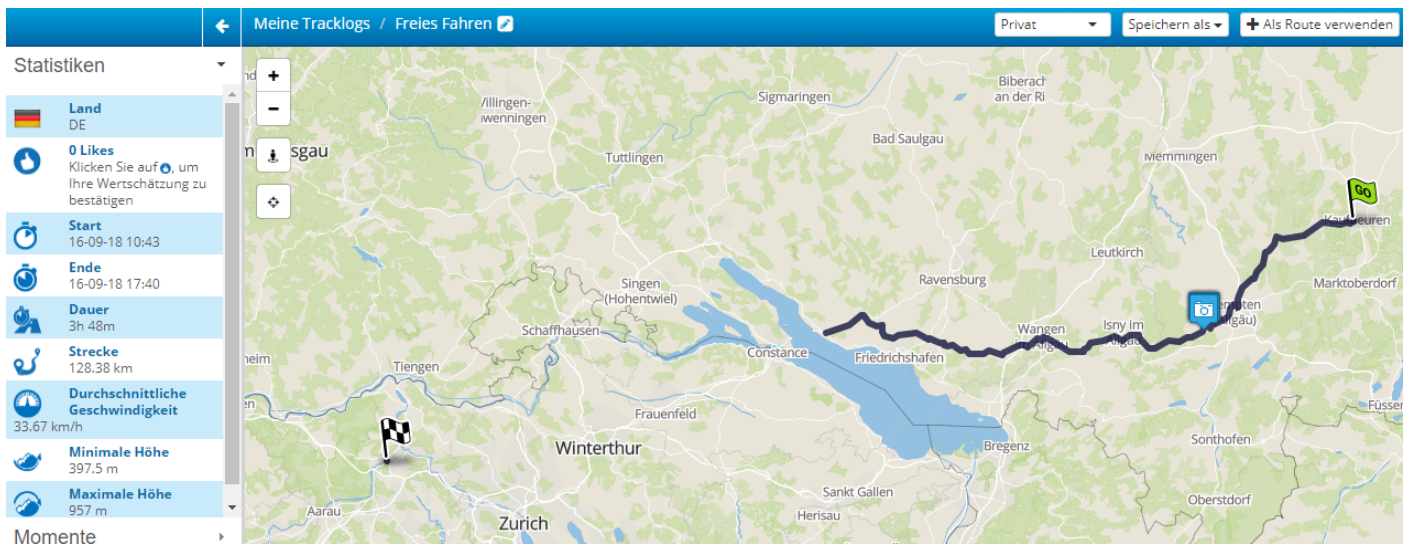 Meine Tracklogs / Freies Fahren
Privat
Speichern als
Als Route verwenden
Statistiken
Land
DE
0 Likes
Klicken Sie auf , um
Ihre Wertschätzung zu
bestätigen
Start
16-09-18 10:43
Ende
16-09-18 17:40
Dauer
3h 48m
Strecke
128.38 km
Durchschnittliche
Geschwindigkeit
33.67 km/h
Minimale Höhe
397.5 m
Maximale Höhe
957 m
Momente
+
−
Biberach
an der Ri
Sigmaringen
Bad Saulgau
Tuttlingen
Memmingen
GO
Leutkirch
Ravensburg
Marktoberdorf
Singen
(Hohentwiel)
Schaffhausen
Wangen
Isny im
Constance
Friedrichshafen
Tiengen
Füssen
Frauenfeld
Winterthur
Bregenz
Sonthofen
Sankt Gallen
Oberstdorf
Aarau
Zurich
Herisau